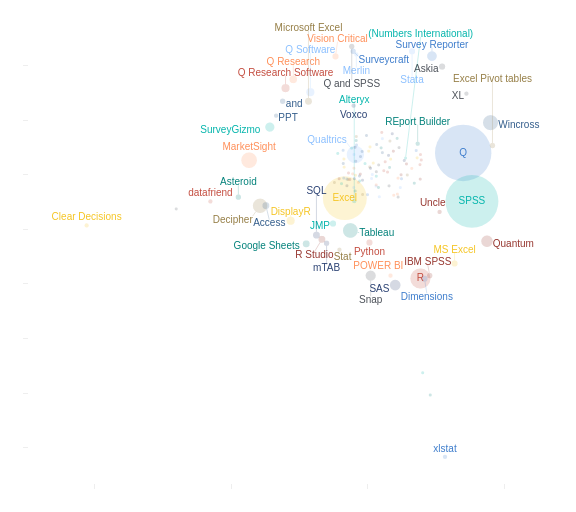 Microsoft Excel
(Numbers International)
Vision Critical
Survey Reporter
Q Software
Surveycraft
Q Research
Askia
Merlin
Q Research Software
Stata
Excel Pivot tables
Q and SPSS
XL
Alteryx
and
Voxco
PPT
REport Builder
Wincross
SurveyGizmo
Qualtrics
MarketSight
Q
Asteroid
SQL
datafriend
Excel
SPSS
Uncle
Clear Decisions
DisplayR
Decipher
Access
JMP
Tableau
Google Sheets
Quantum
R Studio
Stat
Python
MS Excel
mTAB
POWER BI
IBM SPSS
R
SAS
Snap
Dimensions
xlstat